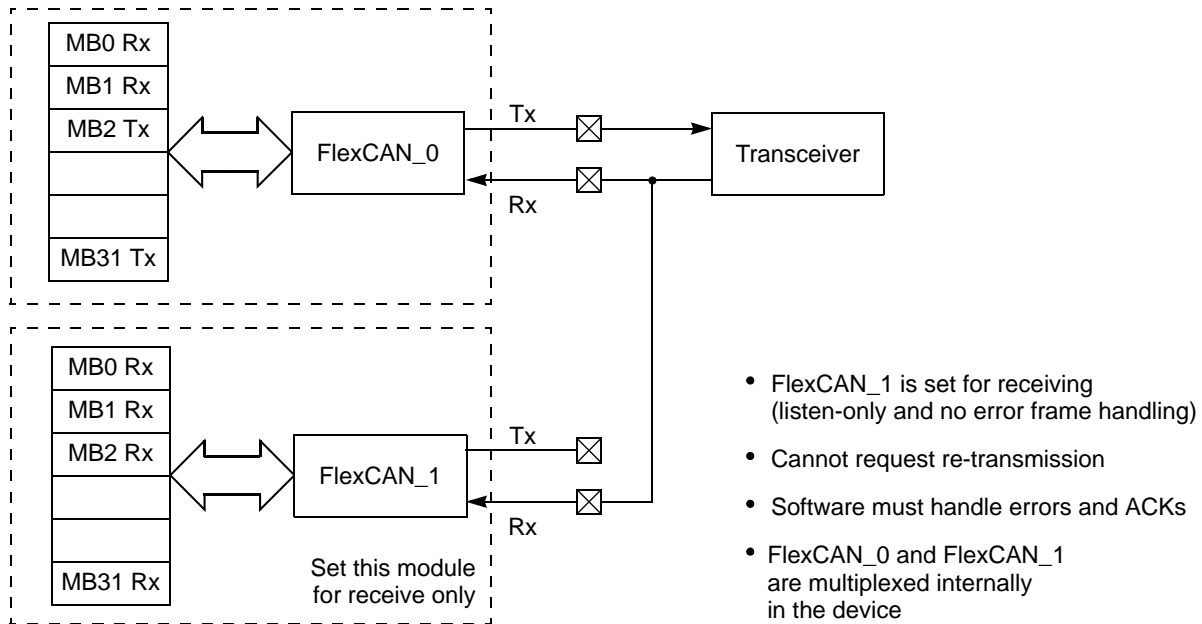 MB0 Rx
MB1 Rx
MB2 Tx
MB31 Tx
FlexCAN_0
Tx
Rx
Transceiver
MB0 Rx
MB1 Rx
MB2 Rx
MB31 Rx
FlexCAN_1
Tx
Rx
Set this module
for receive only
• FlexCAN_1 is set for receiving
(listen-only and no error frame handling)
• Cannot request re-transmission
• Software must handle errors and ACKs
• FlexCAN_0 and FlexCAN_1
are multiplexed internally
in the device